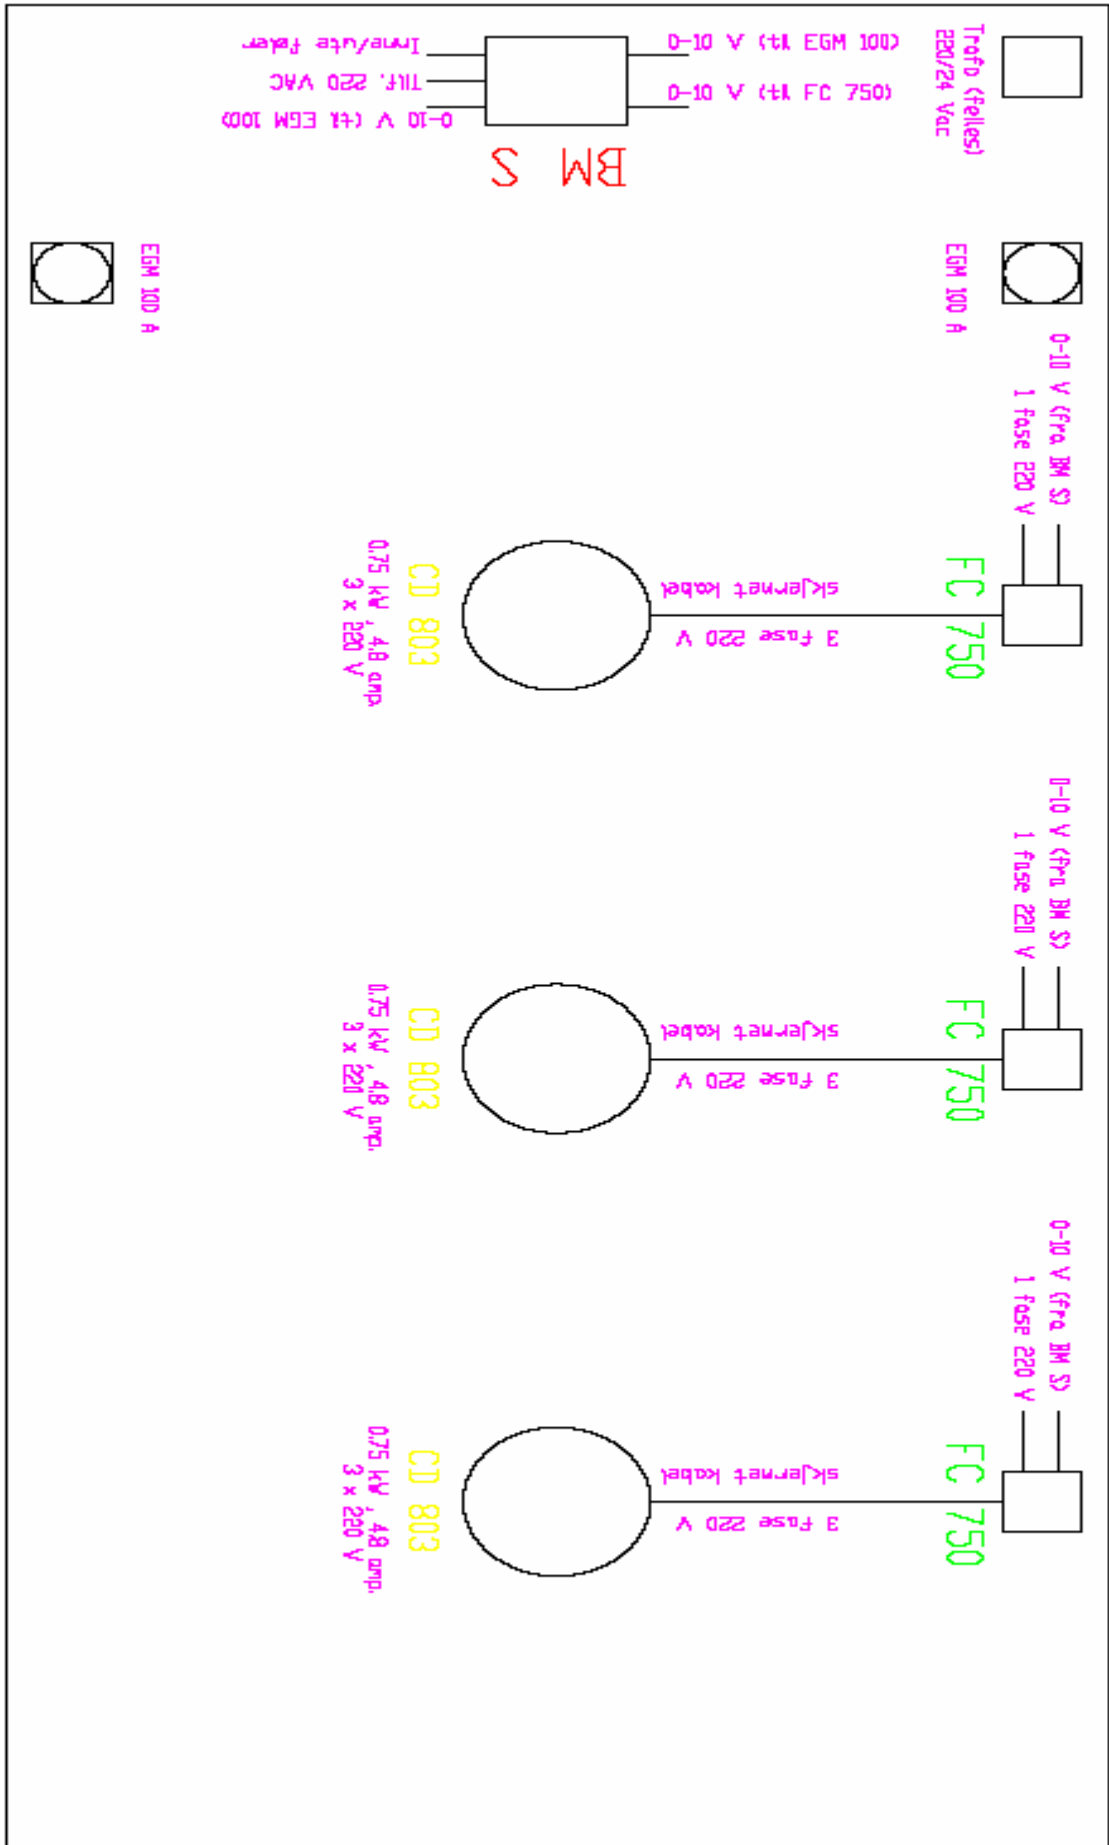 Inne/ute føler
Tilf. 220 VAC
0-10 V (til EGM 100)
0-10 V (til EGM 100)
0-10 V (til FC 750)
BM S
Trafo (felles)
220/24 Vac
EGM 100 A
EGM 100 A
0-10 V (fra BM S)
1 fase 220 V
FC 750
skjermet kabel
3 fase 220 V
CD 803
0.75 kW , 4.8 amp.
3 x 220 V
0-10 V (fra BM S)
1 fase 220 V
FC 750
skjermet kabel
3 fase 220 V
CD 803
0.75 kW , 4.8 amp.
3 x 220 V
0-10 V (fra BM S)
1 fase 220 V
FC 750
skjermet kabel
3 fase 220 V
CD 803
0.75 kW , 4.8 amp.
3 x 220 V